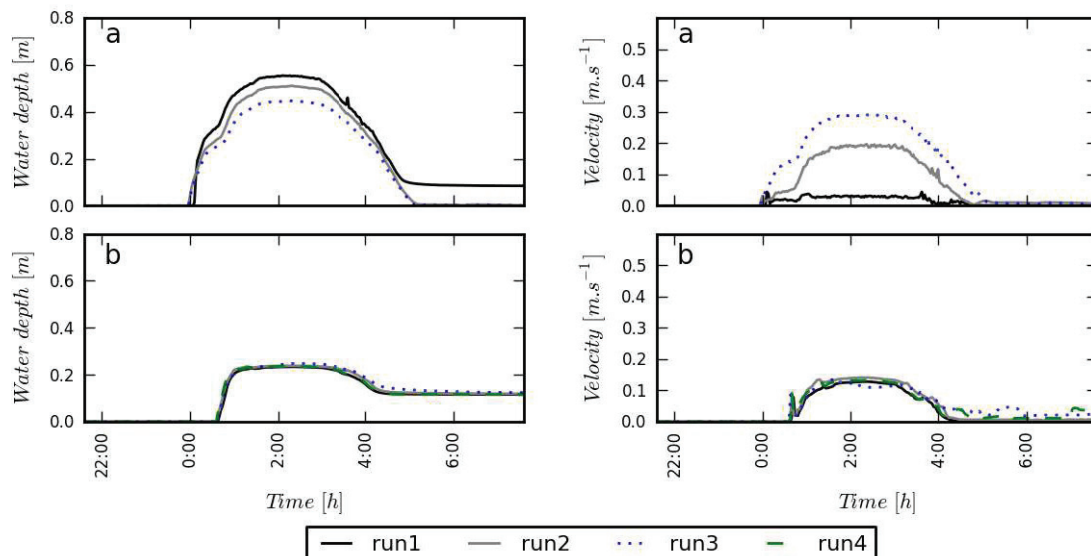 a
a
Water depth [m]
0.8
0.6
0.4
0.2
0.0
Velocity [m.s⁻¹]
0.5
0.4
0.3
0.2
0.1
0.0
b
b
Water depth [m]
0.8
0.6
0.4
0.2
0.0
Velocity [m.s⁻¹]
0.5
0.4
0.3
0.2
0.1
0.0
22:00
0:00
2:00
4:00
6:00
22:00
0:00
2:00
4:00
6:00
Time [h]
Time [h]
run1 run2 run3 run4